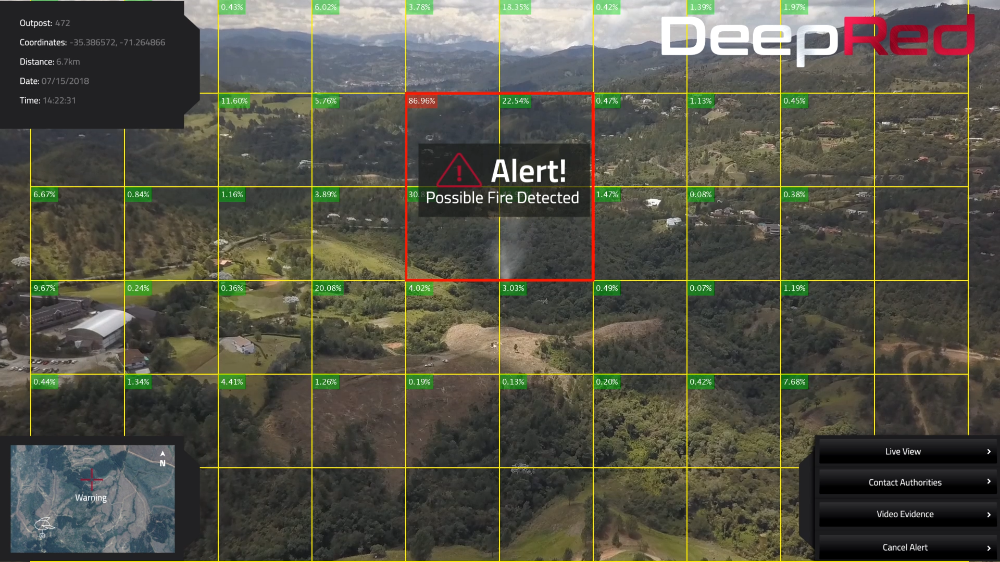 0.43% 6.02% 3.78% 18.35% 0.42% 1.39% 1.97%
DeepRed
Outpost: 472
Coordinates: -35.386572, -71.264866
Distance: 6.7km
Date: 07/15/2018
Time: 14:22:31
11.60% 5.76% 86.96% 22.54% 0.47% 1.13% 0.45%
Alert!
Possible Fire Detected
6.67% 0.84% 1.16% 3.89% 1.47% 0.08% 0.38%
9.67% 0.24% 0.36% 20.08% 4.02% 3.03% 0.49% 0.07% 1.19%
0.44% 1.34% 4.41% 1.26% 0.19% 0.13% 0.20% 0.42% 7.68%
N
Warning
Live View
Contact Authorities
Video Evidence
Cancel Alert